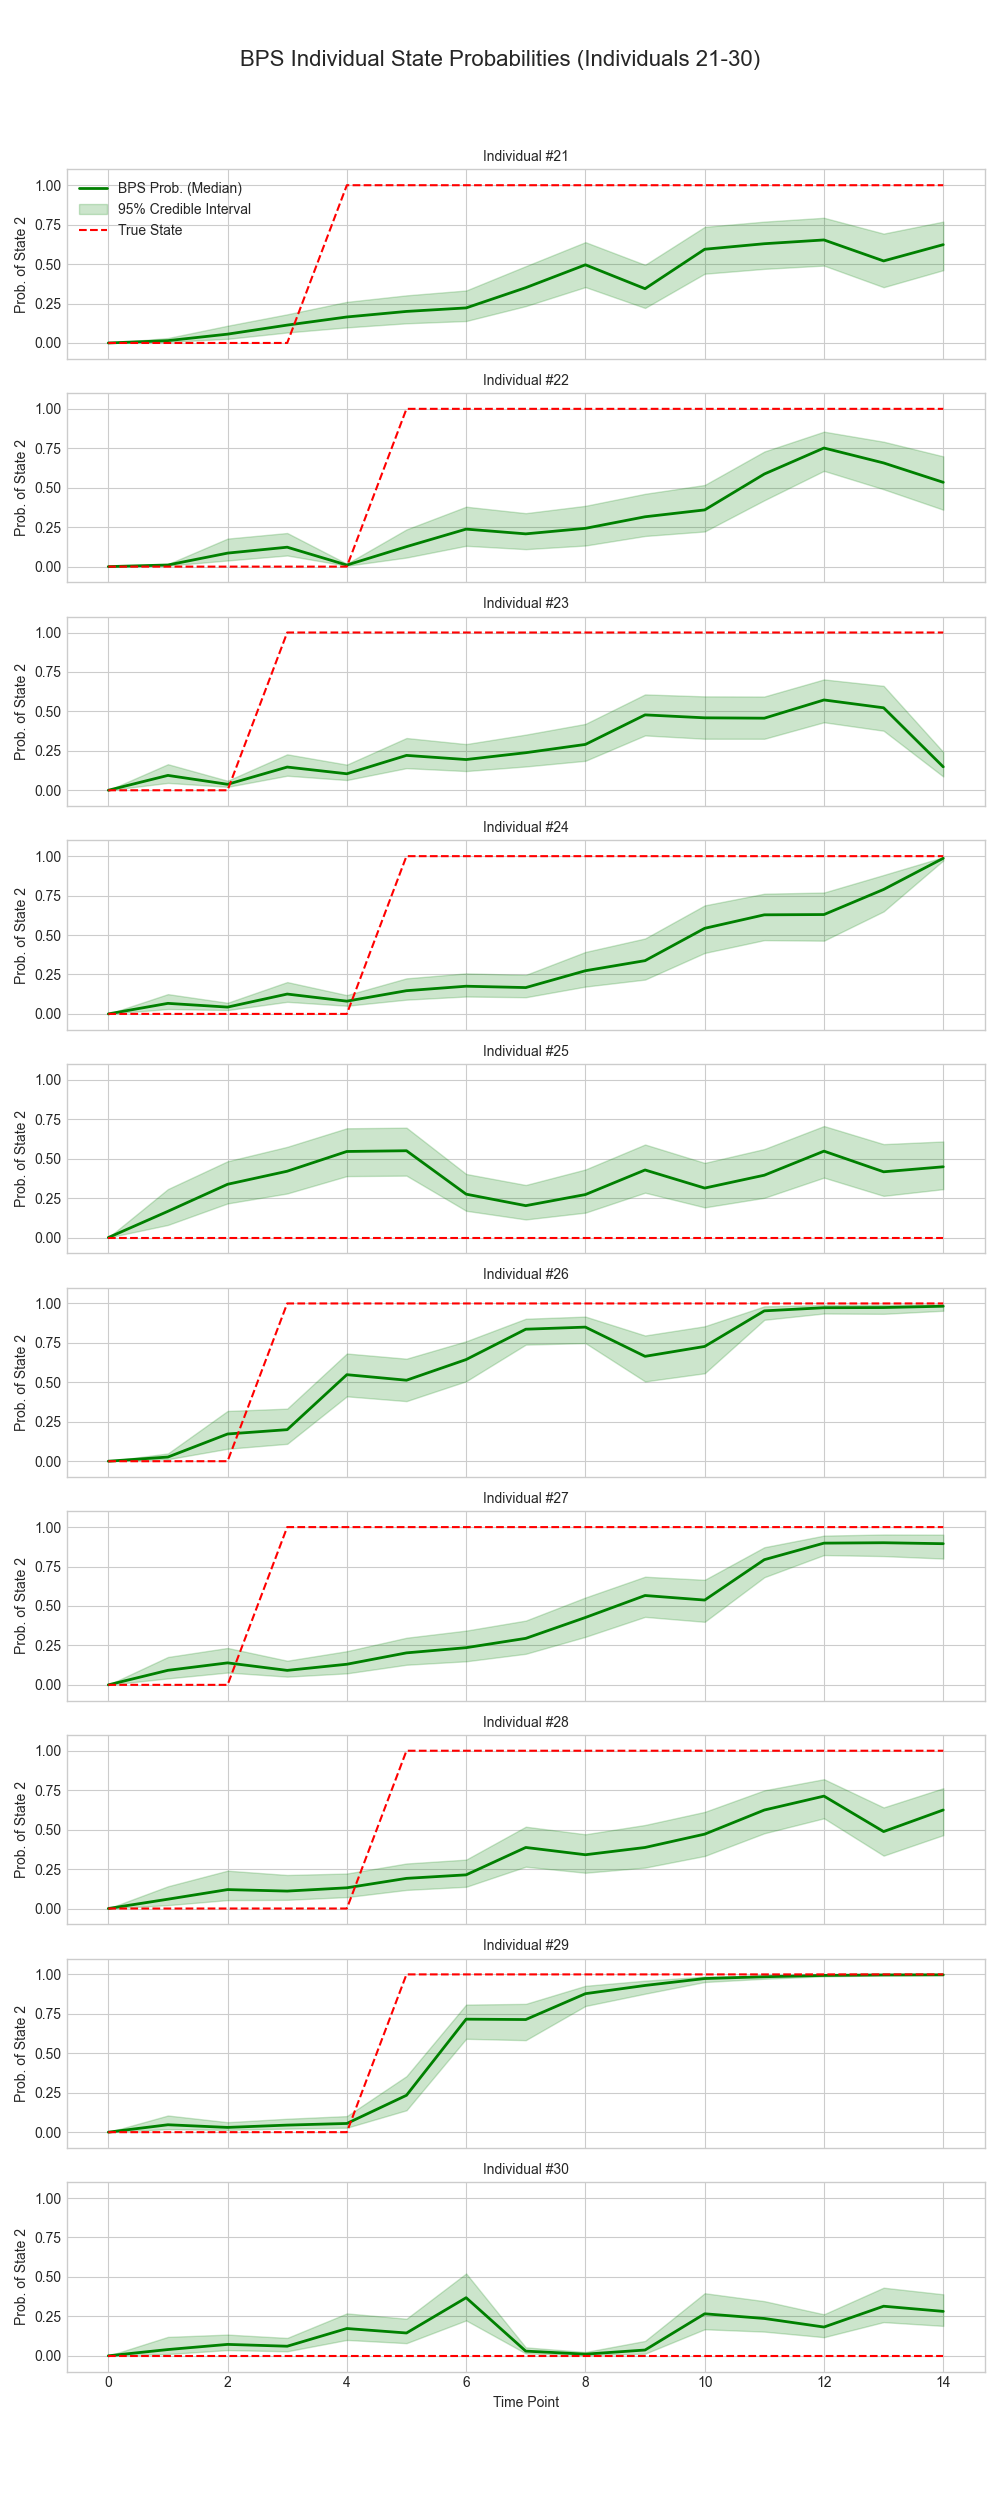 BPS Individual State Probabilities (Individuals 21-30)
Individual #21
BPS Prob. (Median)
95% Credible Interval
True State
1.00
0.75
0.50
0.25
0.00
Prob. of State 2
Individual #22
1.00
0.75
0.50
0.25
0.00
Prob. of State 2
Individual #23
1.00
0.75
0.50
0.25
0.00
Prob. of State 2
Individual #24
1.00
0.75
0.50
0.25
0.00
Prob. of State 2
Individual #25
1.00
0.75
0.50
0.25
0.00
Prob. of State 2
Individual #26
1.00
0.75
0.50
0.25
0.00
Prob. of State 2
Individual #27
1.00
0.75
0.50
0.25
0.00
Prob. of State 2
Individual #28
1.00
0.75
0.50
0.25
0.00
Prob. of State 2
Individual #29
1.00
0.75
0.50
0.25
0.00
Prob. of State 2
Individual #30
1.00
0.75
0.50
0.25
0.00
Prob. of State 2
0 2 4 6 8 10 12 14
Time Point